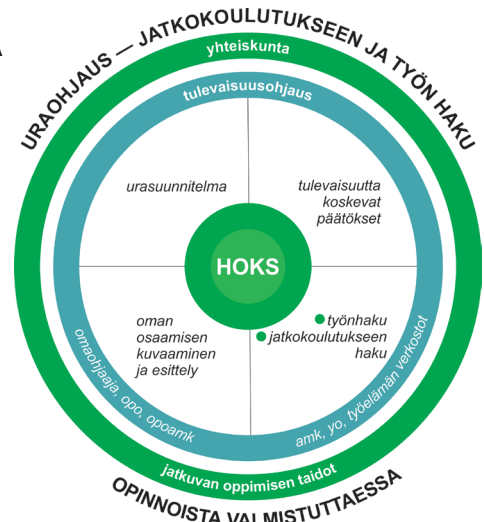 URAOHJAUS — JATKOKOULUTUKSEEN JA TYÖN HAKU
yhteiskunta
tulevaisuusohjaus
urasuunnitelma
tulevaisuutta
koskevat
päätökset
HOKS
oman
osaamisen
kuvaaminen
ja esittely
työnhaku
jatkokoulutukseen
haku
omaohjaaja, opo, opoamk
amk, yo, työelämän verkostot
jatkuvan oppimisen taidot
OPINNOISTA VALMISTUTTAESSA